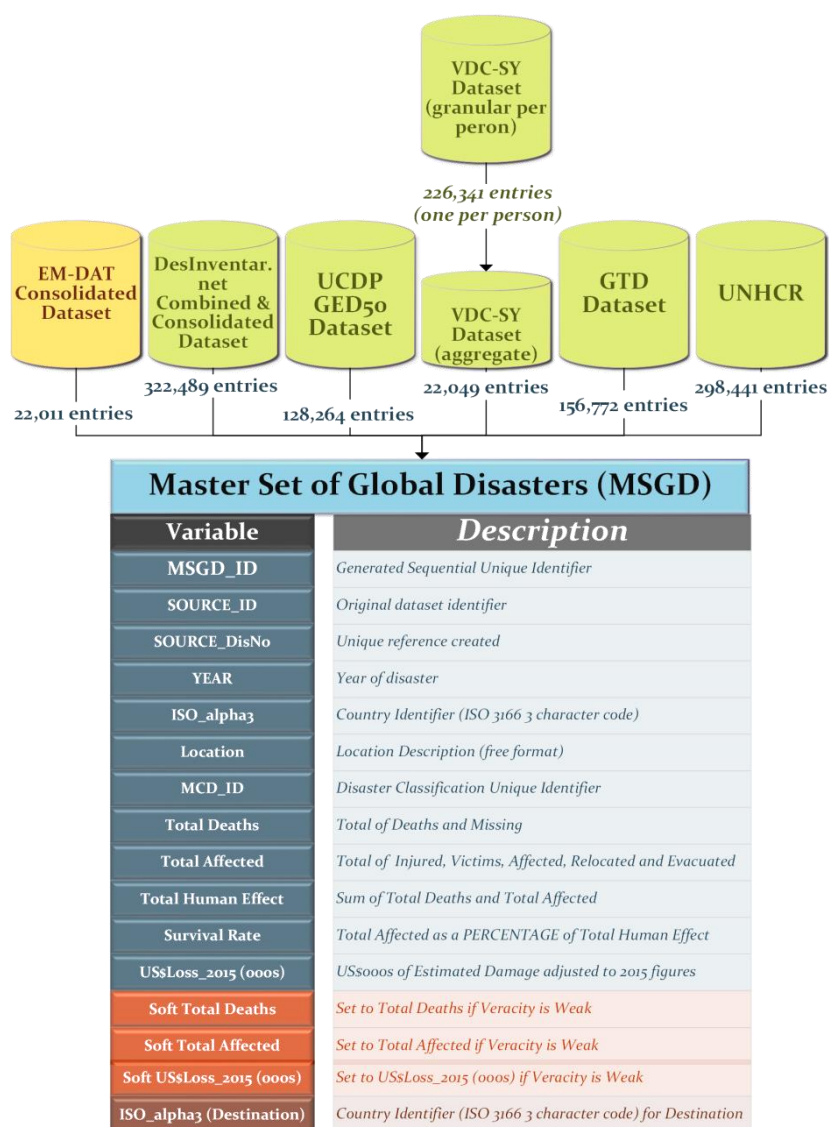 VDC-SY
Dataset
(granular per
peron)
226,341 entries
(one per person)
EM-DAT
Consolidated
Dataset
DesInventar.
net
Combined &
Consolidated
Dataset
UCDP
GED50
Dataset
VDC-SY
Dataset
(aggregate)
GTD
Dataset
UNHCR
22,011 entries
322,489 entries
128,264 entries
22,049 entries
156,772 entries
298,441 entries
Master Set of Global Disasters (MSGD)
Variable Description
MSGD_ID Generated Sequential Unique Identifier
SOURCE_ID Original dataset identifier
SOURCE_DisNo Unique reference created
YEAR Year of disaster
ISO_alpha3 Country Identifier (ISO 3166 3 character code)
Location Location Description (free format)
MCD_ID Disaster Classification Unique Identifier
Total Deaths Total of Deaths and Missing
Total Affected Total of Injured, Victims, Affected, Relocated and Evacuated
Total Human Effect Sum of Total Deaths and Total Affected
Survival Rate Total Affected as a PERCENTAGE of Total Human Effect
US$Loss_2015 (000s) US$000s of Estimated Damage adjusted to 2015 figures
Soft Total Deaths Set to Total Deaths if Veracity is Weak
Soft Total Affected Set to Total Affected if Veracity is Weak
Soft US$Loss_2015 (000s) Set to US$Loss_2015 (000s) if Veracity is Weak
ISO_alpha3 (Destination) Country Identifier (ISO 3166 3 character code) for Destination